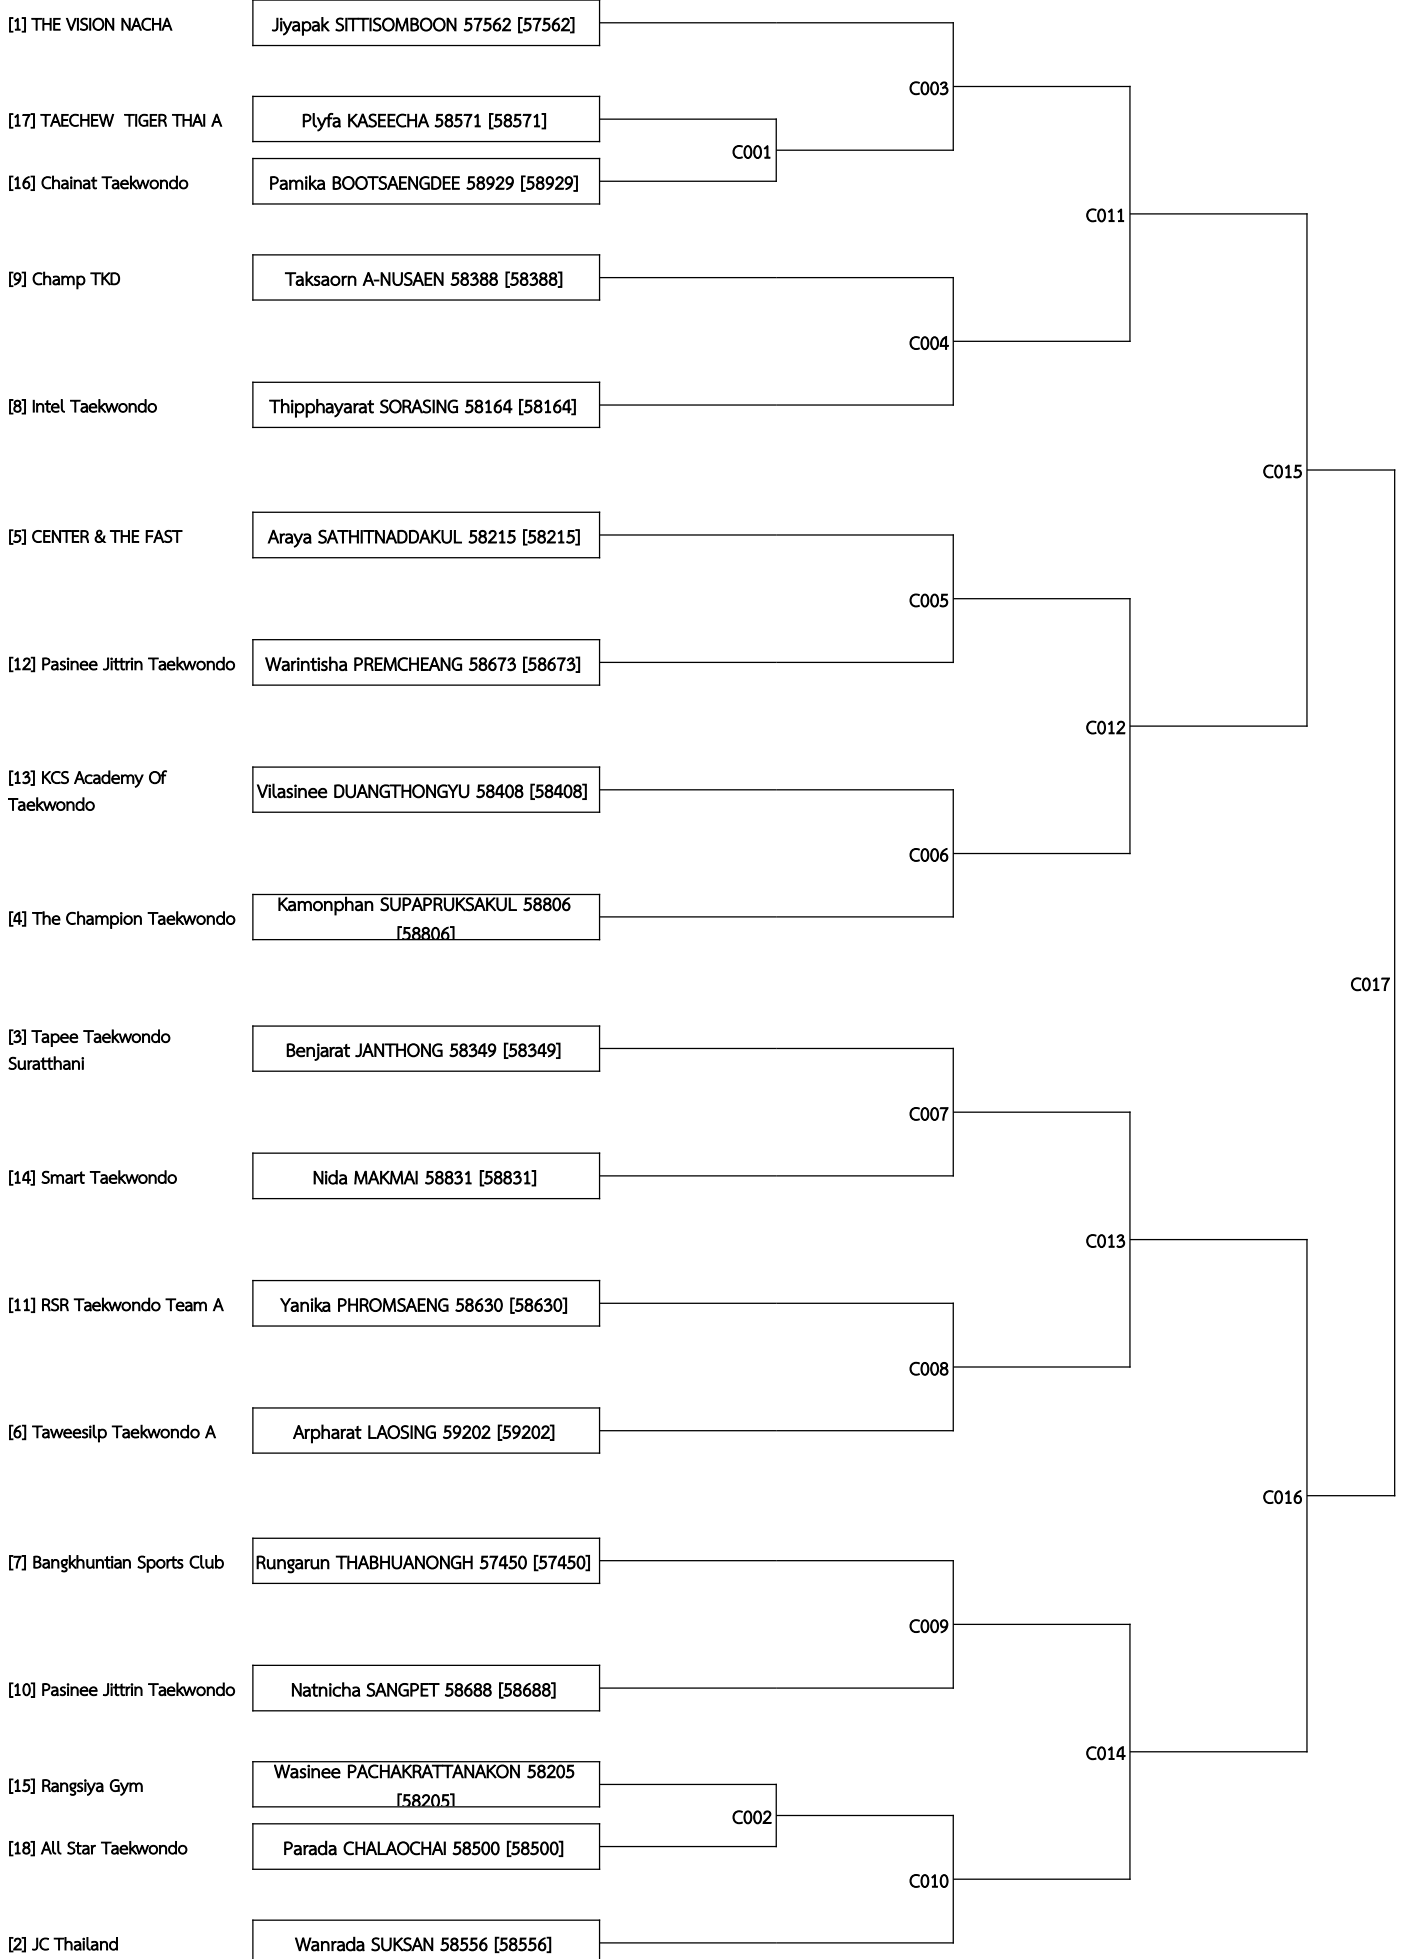 [1] THE VISION NACHA
Jiyapak SITTISOMBOON 57562 [57562]
C003
[17] TAECHEW  TIGER THAI A
Plyfa KASEECHA 58571 [58571]
C001
[16] Chainat Taekwondo
Pamika BOOTSAENGDEE 58929 [58929]
C011
[9] Champ TKD
Taksaorn A-NUSAEN 58388 [58388]
C004
[8] Intel Taekwondo
Thipphayarat SORASING 58164 [58164]
C015
[5] CENTER & THE FAST
Araya SATHITNADDAKUL 58215 [58215]
C005
[12] Pasinee Jittrin Taekwondo
Warintisha PREMCHEANG 58673 [58673]
C012
[13] KCS Academy Of
Taekwondo
Vilasinee DUANGTHONGYU 58408 [58408]
C006
[4] The Champion Taekwondo
Kamonphan SUPAPRUKSAKUL 58806
[58806]
C017
[3] Tapee Taekwondo
Suratthani
Benjarat JANTHONG 58349 [58349]
C007
[14] Smart Taekwondo
Nida MAKMAI 58831 [58831]
C013
[11] RSR Taekwondo Team A
Yanika PHROMSAENG 58630 [58630]
C008
[6] Taweesilp Taekwondo A
Arpharat LAOSING 59202 [59202]
C016
[7] Bangkhuntian Sports Club
Rungarun THABHUANONGH 57450 [57450]
C009
[10] Pasinee Jittrin Taekwondo
Natnicha SANGPET 58688 [58688]
C014
[15] Rangsiya Gym
Wasinee PACHAKRATTANAKON 58205
[58205]
C002
[18] All Star Taekwondo
Parada CHALAOCHAI 58500 [58500]
C010
[2] JC Thailand
Wanrada SUKSAN 58556 [58556]